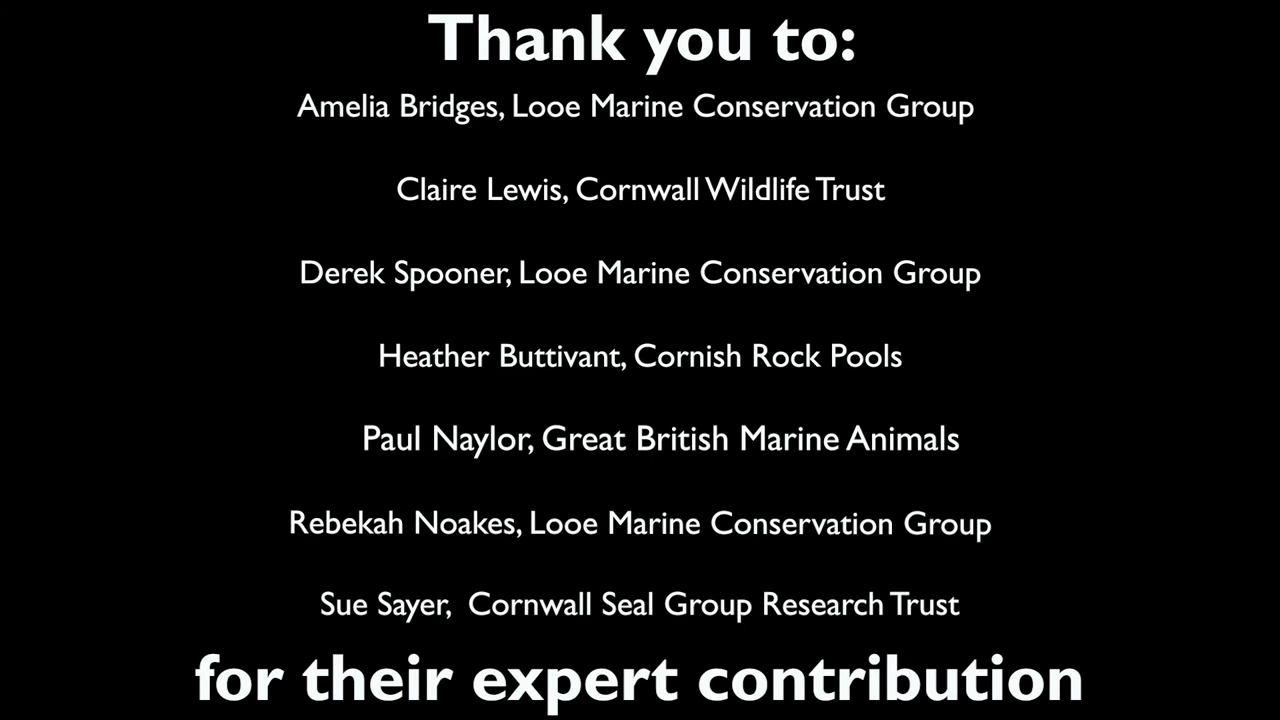 Thank you to:
Amelia Bridges, Looe Marine Conservation Group
Claire Lewis, Cornwall Wildlife Trust
Derek Spooner, Looe Marine Conservation Group
Heather Buttivant, Cornish Rock Pools
Paul Naylor, Great British Marine Animals
Rebekah Noakes, Looe Marine Conservation Group
Sue Sayer, Cornwall Seal Group Research Trust
for their expert contribution